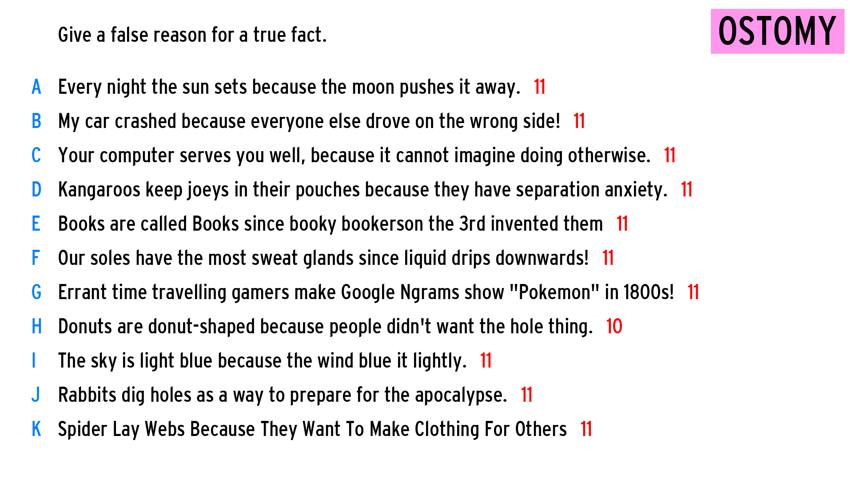 Give a false reason for a true fact.
OSTOMY
A Every night the sun sets because the moon pushes it away. 11
B My car crashed because everyone else drove on the wrong side! 11
C Your computer serves you well, because it cannot imagine doing otherwise. 11
D Kangaroos keep joeys in their pouches because they have separation anxiety. 11
E Books are called Books since booky bookerson the 3rd invented them 11
F Our soles have the most sweat glands since liquid drips downwards! 11
G Errant time travelling gamers make Google Ngrams show "Pokemon" in 1800s! 11
H Donuts are donut-shaped because people didn't want the hole thing. 10
I The sky is light blue because the wind blue it lightly. 11
J Rabbits dig holes as a way to prepare for the apocalypse. 11
K Spider Lay Webs Because They Want To Make Clothing For Others 11